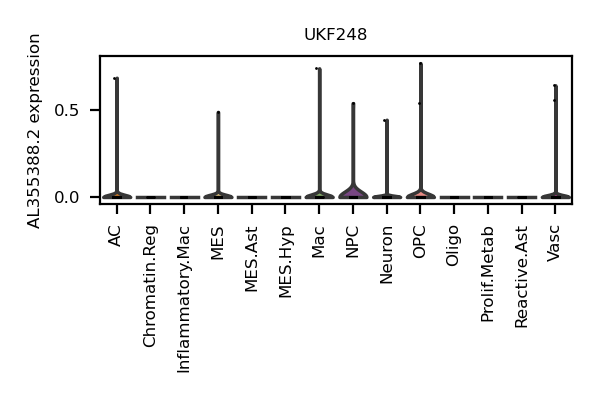 UKF248
AL355388.2 expression
0.5
0.0
AC
Chromatin.Reg
Inflammatory.Mac
MES
MES.Ast
MES.Hyp
Mac
NPC
Neuron
OPC
Oligo
Prolif.Metab
Reactive.Ast
Vasc